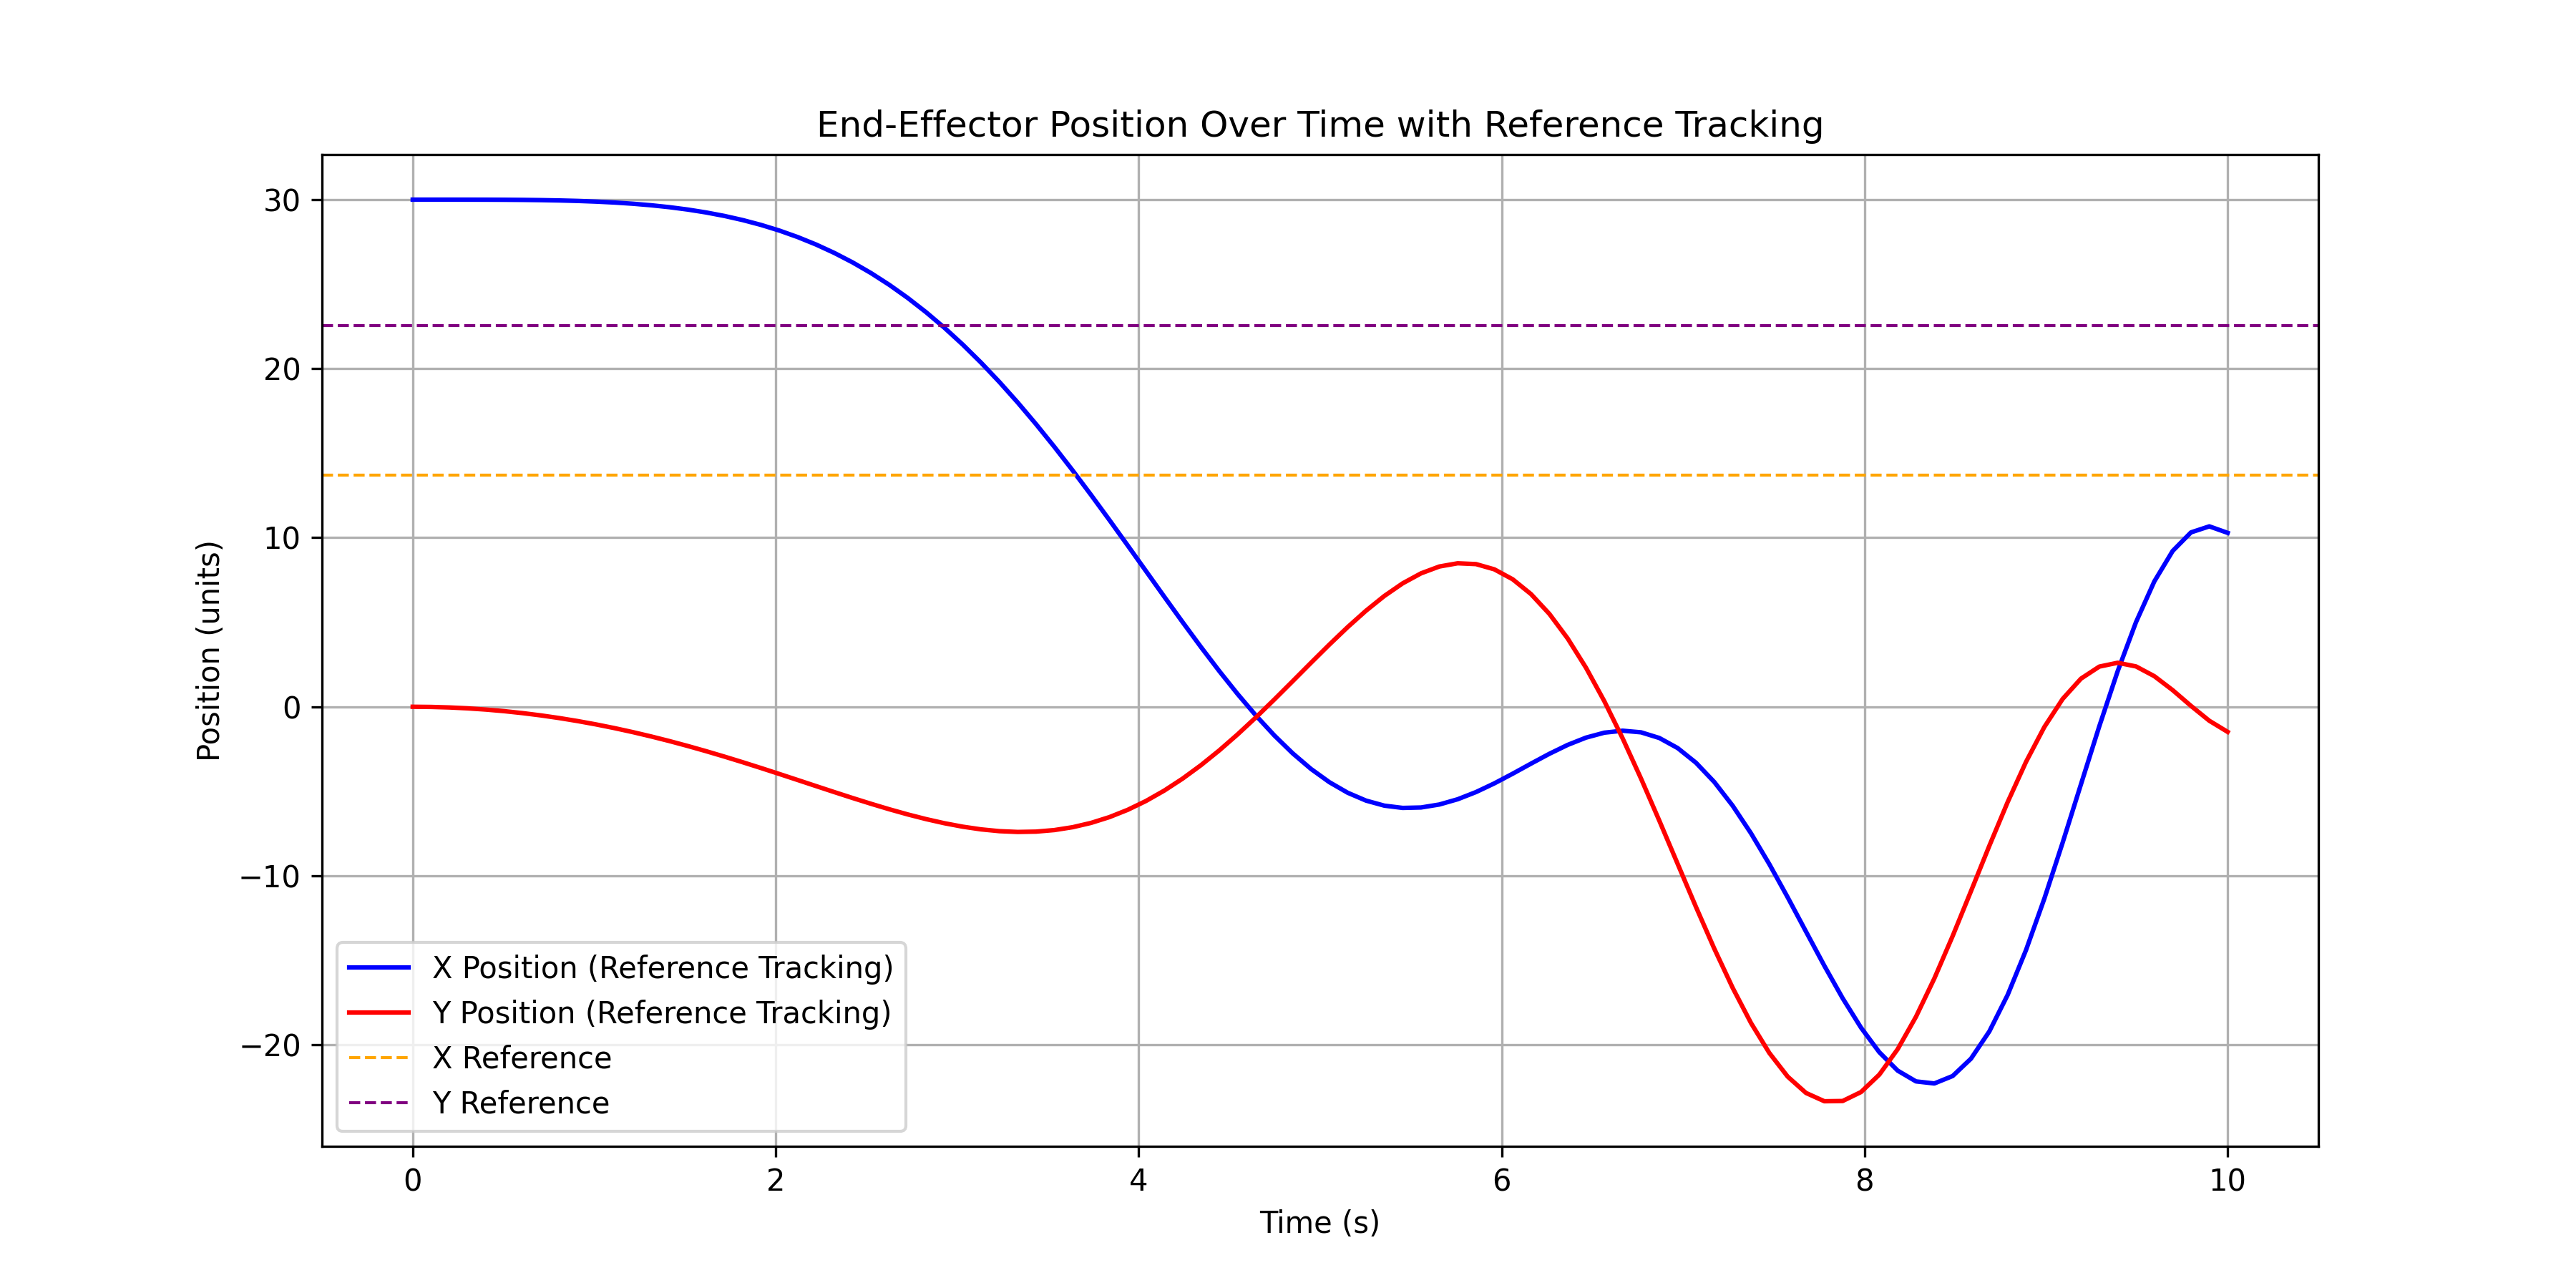 End-Effector Position Over Time with Reference Tracking
Position (units)
30
20
10
0
−10
−20
X Position (Reference Tracking)
Y Position (Reference Tracking)
X Reference
Y Reference
0 2 4 6 8 10
Time (s)